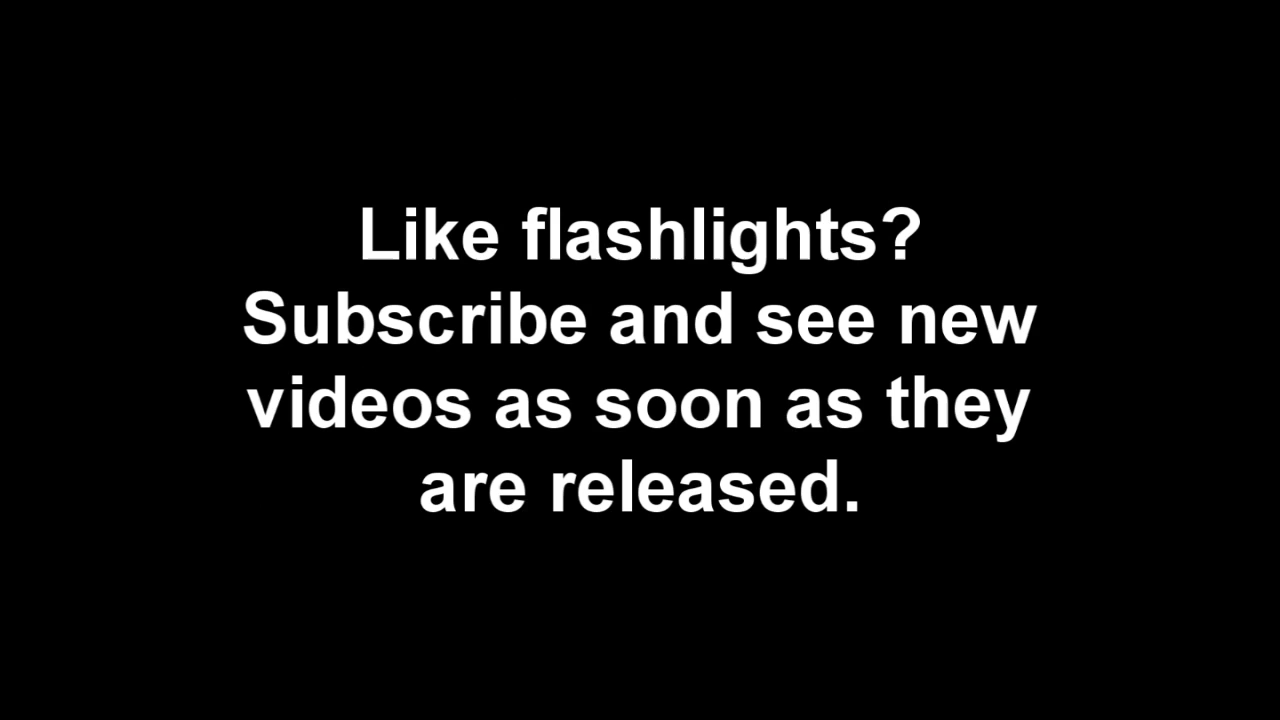 Like flashlights?
Subscribe and see new
videos as soon as they
are released.